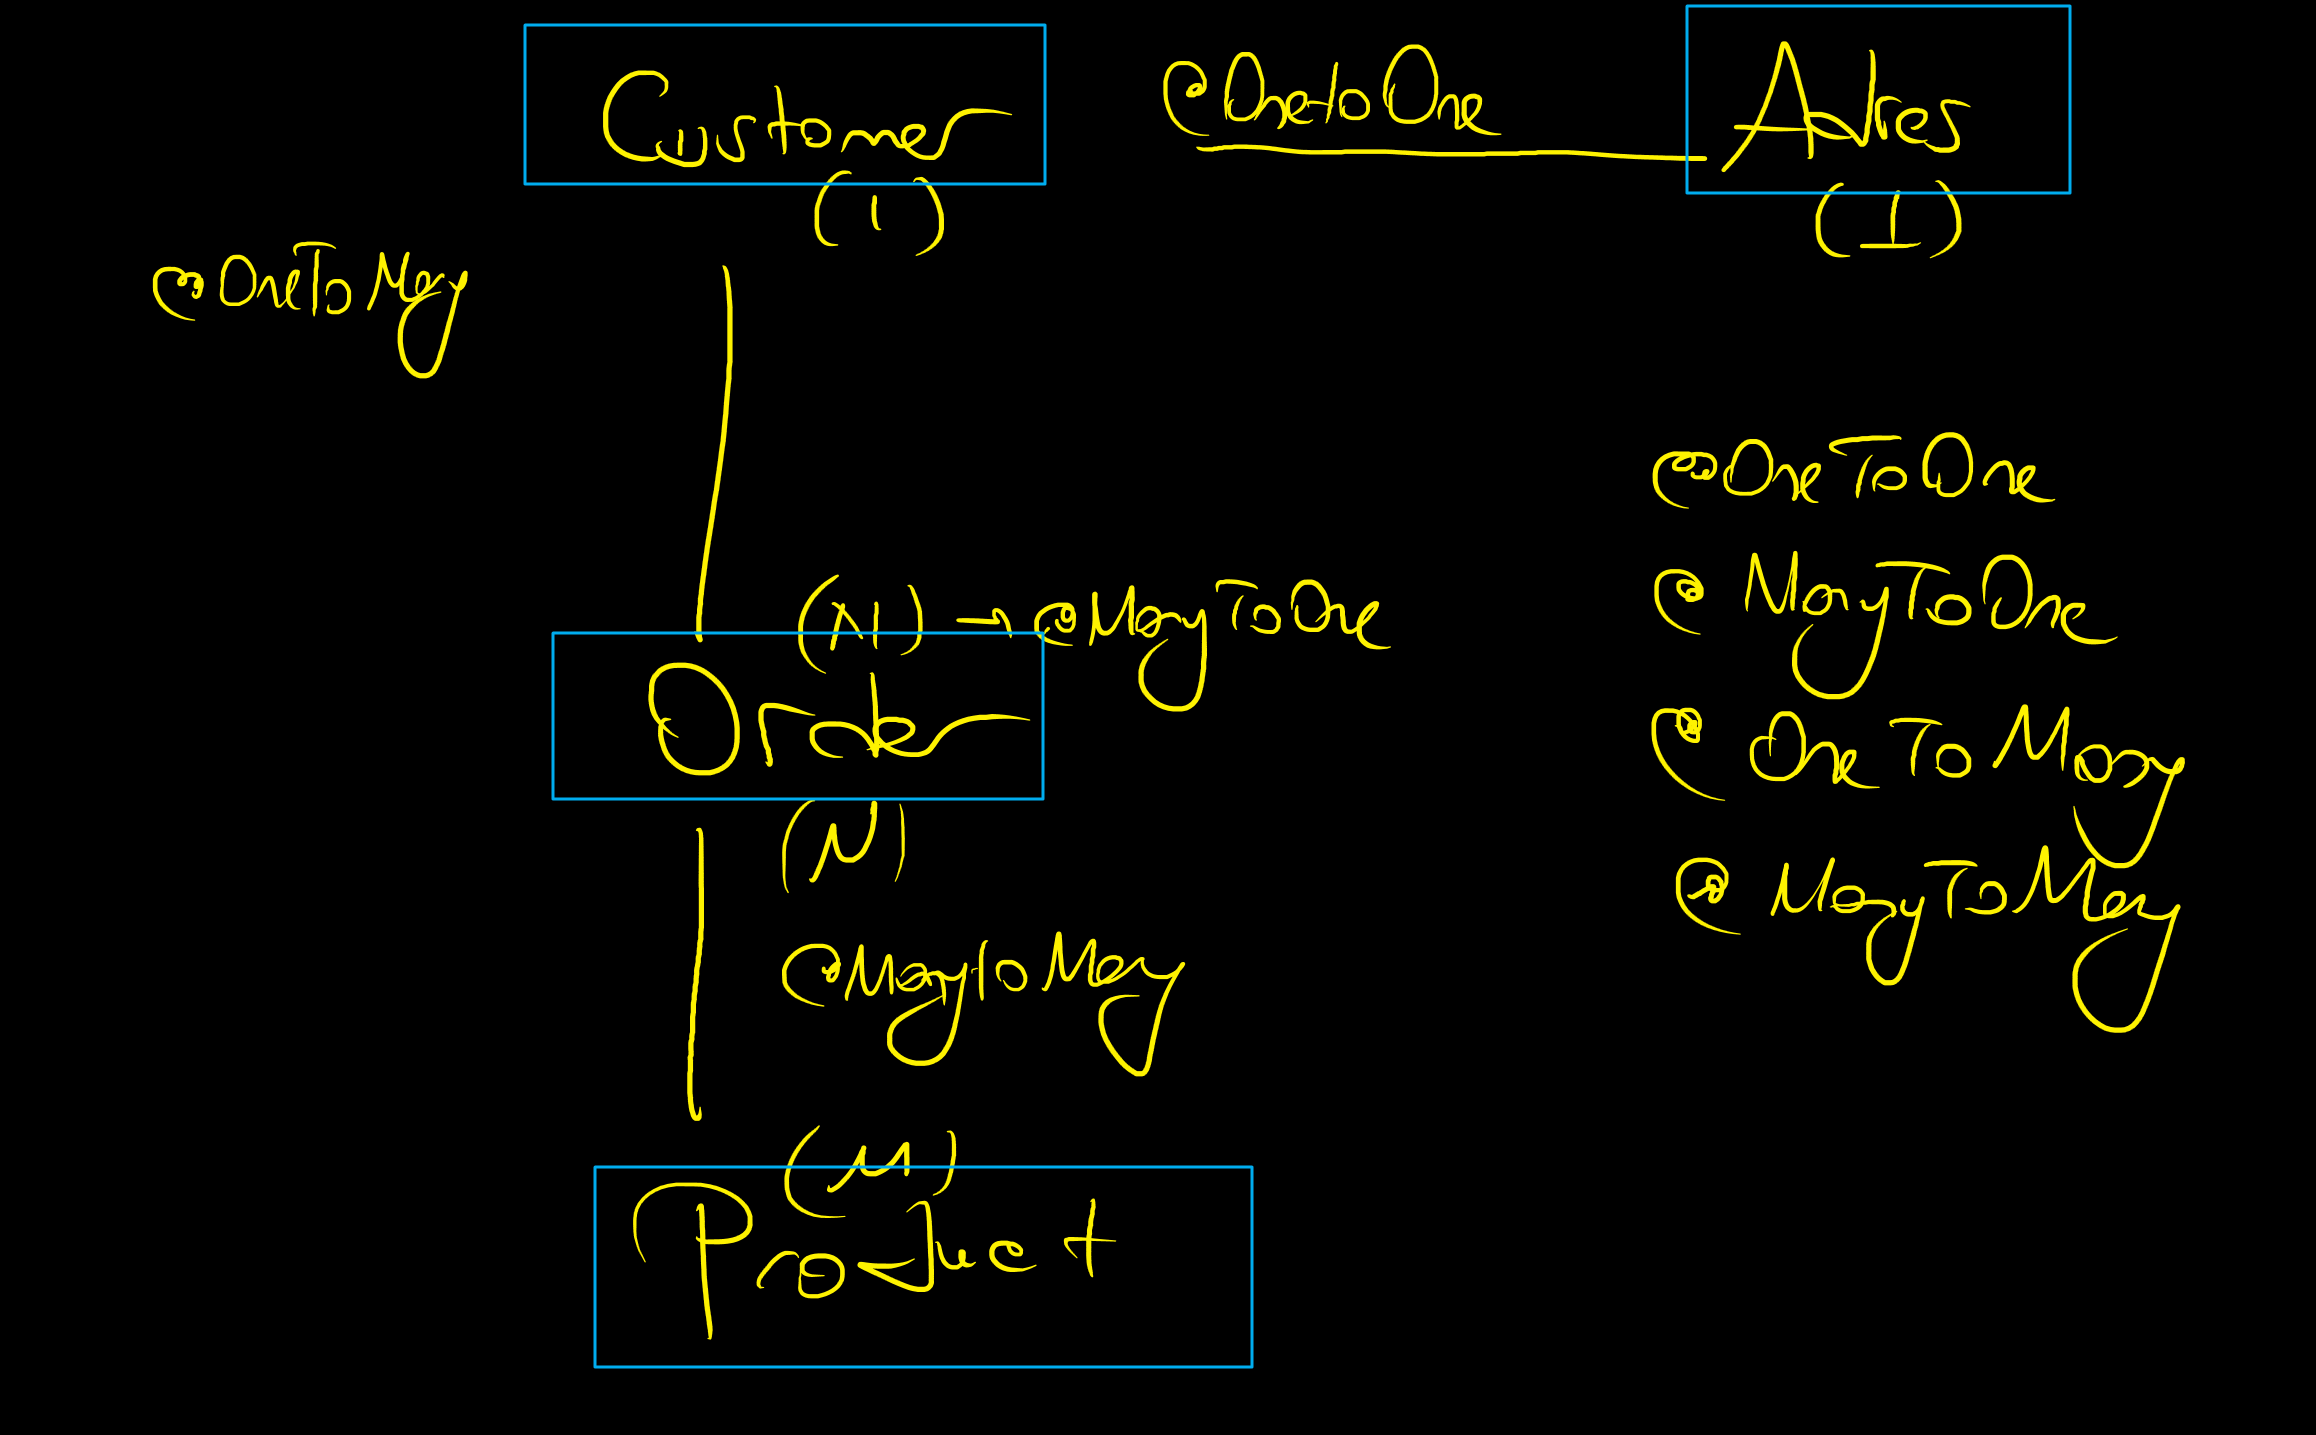 Customer
@OnetoOne
Adres
(1)
(1)
@OneToMany
@OneToOne
(N) → @ManyToOne
@ManyToOne
Order
@OneToMany
(N)
@ManyToMany
@ManytoMany
(M)
Product